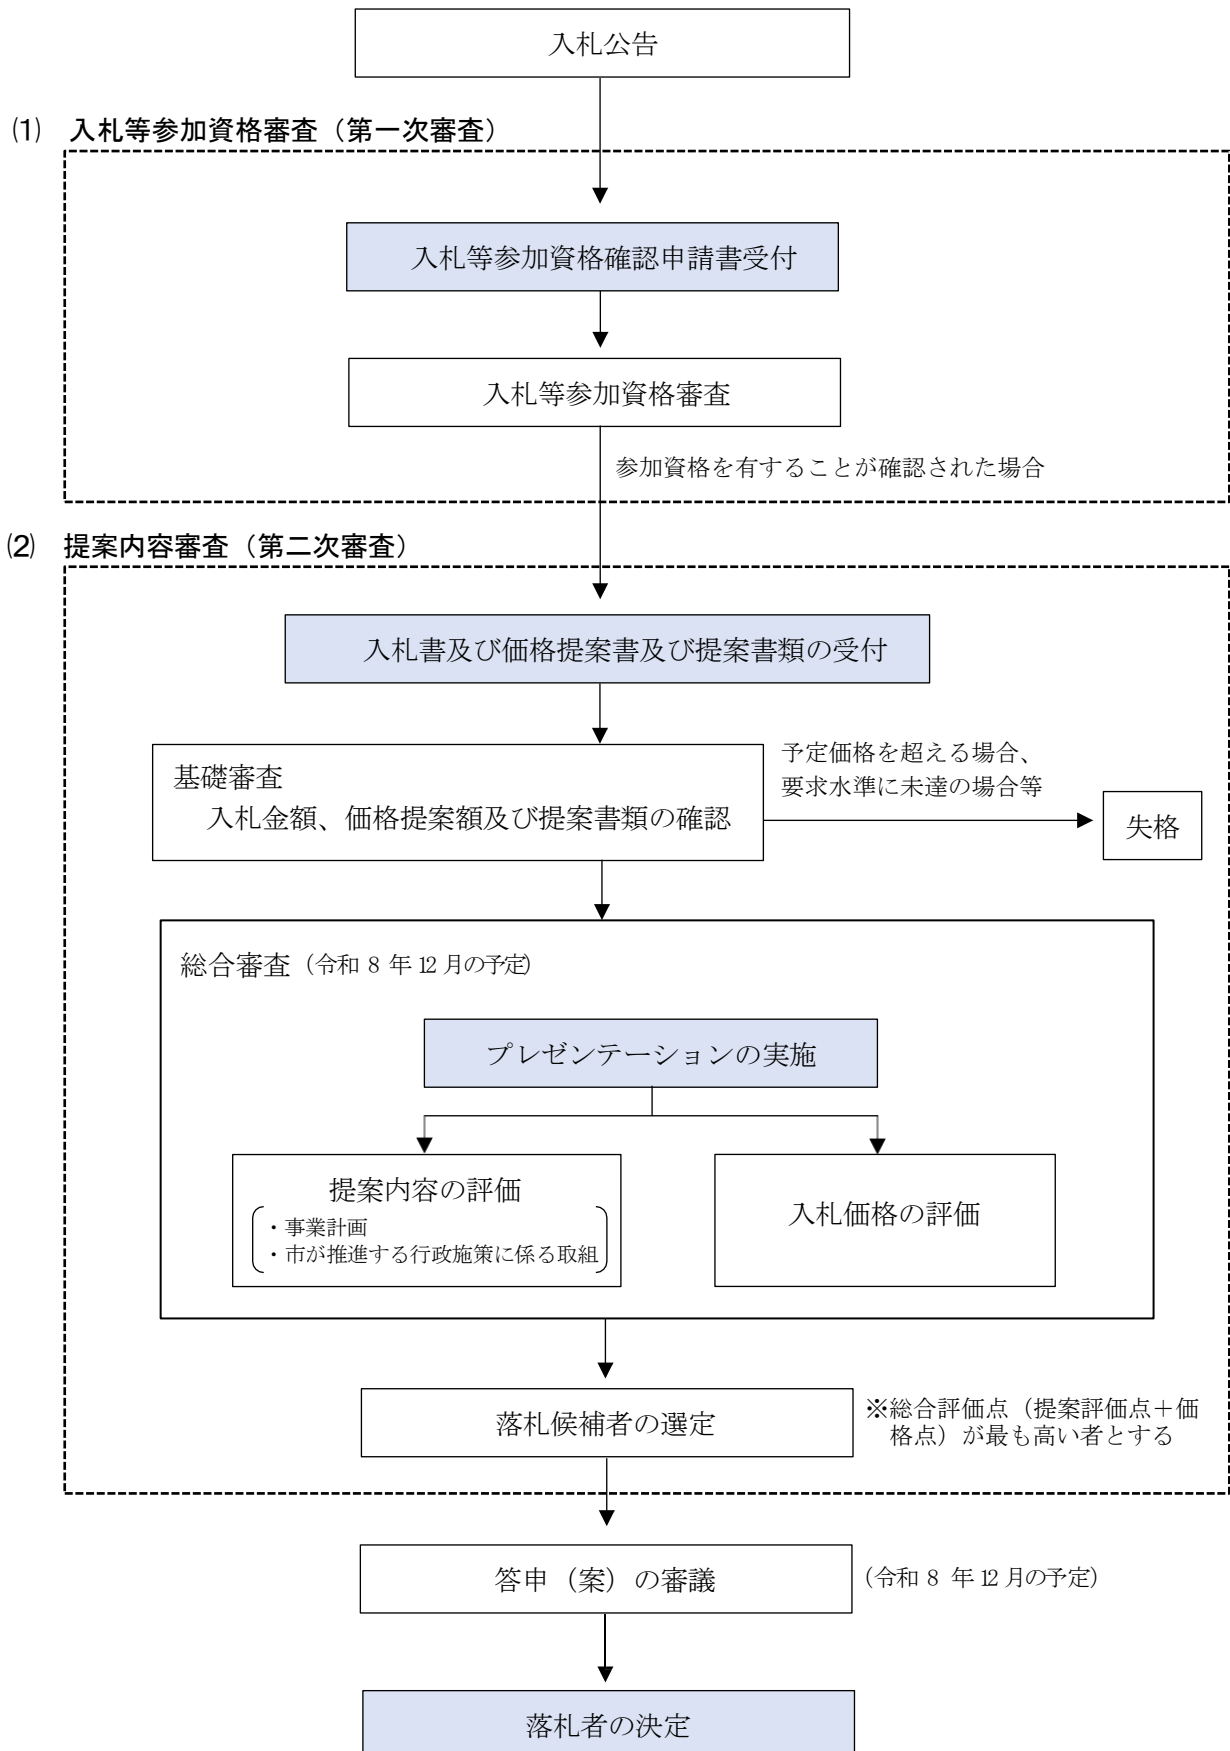 入札公告
⑴ 入札等参加資格審査（第一次審査）
入札等参加資格確認申請書受付
入札等参加資格審査
参加資格を有することが確認された場合
⑵ 提案内容審査（第二次審査）
入札書及び価格提案書及び提案書類の受付
基礎審査
入札金額、価格提案額及び提案書類の確認
予定価格を超える場合、
要求水準に未達の場合等
失格
総合審査（令和 8 年 12 月の予定）
プレゼンテーションの実施
提案内容の評価
・事業計画
・市が推進する行政施策に係る取組
入札価格の評価
落札候補者の選定
※総合評価点（提案評価点＋価
格点）が最も高い者とする
答申（案）の審議
（令和 8 年 12 月の予定）
落札者の決定